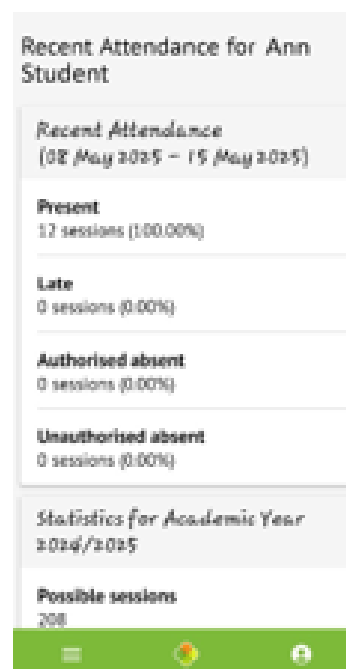 Recent Attendance for Ann
Student
Recent Attendance
(08 May 2025 – 15 May 2025)
Present
12 sessions (100.00%)
Late
0 sessions (0.00%)
Authorised absent
0 sessions (0.00%)
Unauthorised absent
0 sessions (0.00%)
Statistics for Academic Year
2024/2025
Possible sessions
208